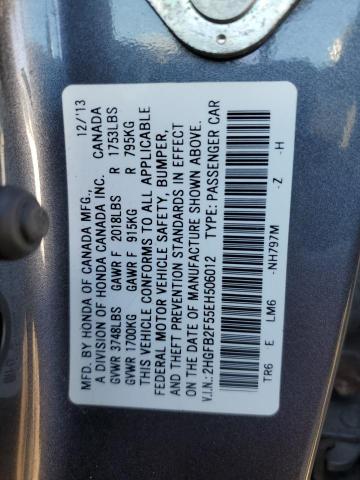 MFD. BY HONDA OF CANADA MFG., 12/13
A DIVISION OF HONDA CANADA INC. CANADA
GVWR 3748LBS GAWR F 2018LBS R 1753LBS
GVWR 1700KG GAWR F 915KG R 795KG
THIS VEHICLE CONFORMS TO ALL APPLICABLE
FEDERAL MOTOR VEHICLE SAFETY, BUMPER,
AND THEFT PREVENTION STANDARDS IN EFFECT
ON THE DATE OF MANUFACTURE SHOWN ABOVE.
V.I.N.: 2HGFB2F55EH506012 TYPE: PASSENGER CAR
TR6 E LM6 -NH797M -Z -H